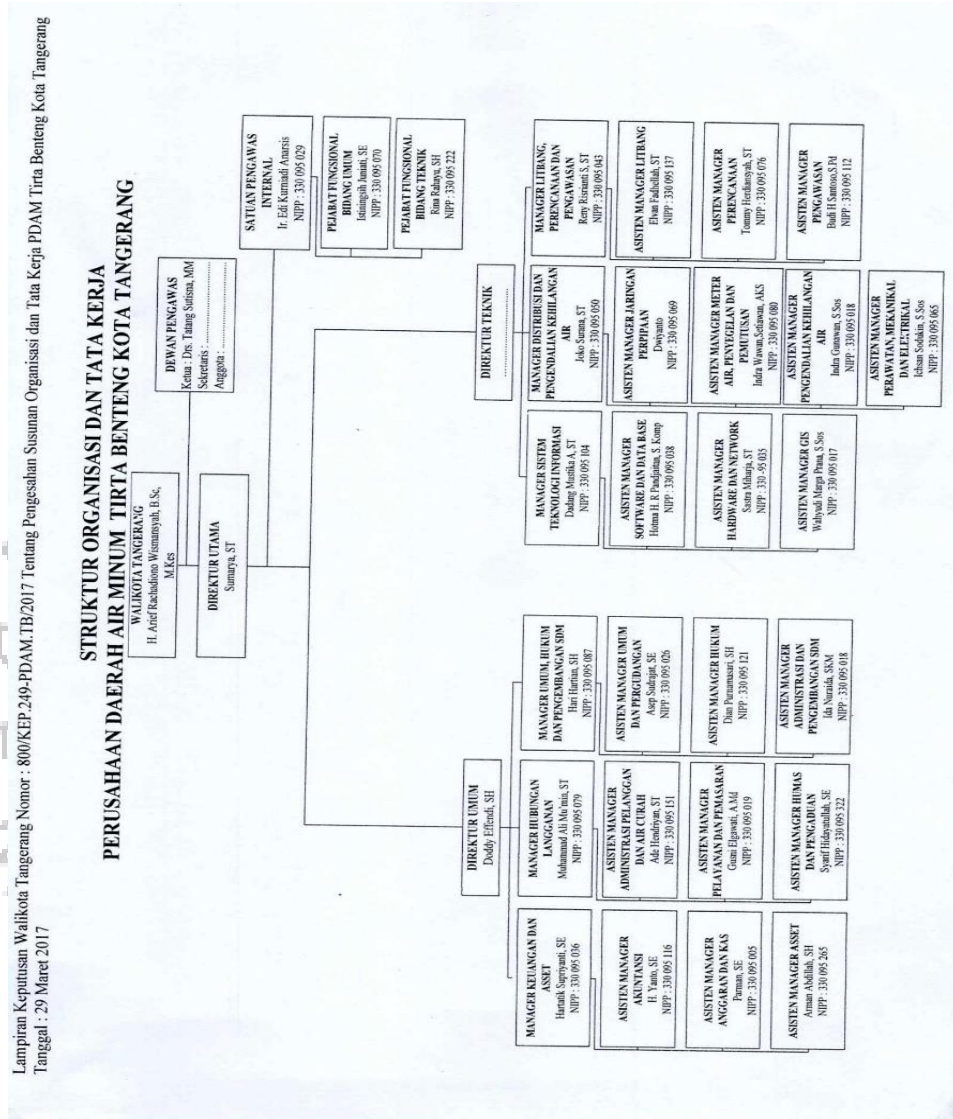 Lampiran Keputusan Walikota Tangerang Nomor : 800/KEP.249-PDAM.TB/2017 Tentang Pengesahan Susunan Organisasi dan Tata Kerja PDAM Tirta Benteng Kota Tangerang
Tanggal : 29 Maret 2017
STRUKTUR ORGANISASI DAN TATA KERJA
PERUSAHAAN DAERAH AIR MINUM TIRTA BENTENG KOTA TANGERANG
WALIKOTA TANGERANG
H. Arief Rachadiono Wismansyah, B.Sc,
M.Kes
DEWAN PENGAWAS
Ketua : Drs. Tatang Sutisna, MM
Sekretaris : ..............................
Anggota : ..............................
DIREKTUR UTAMA
Sumarya, ST
SATUAN PENGAWAS
INTERNAL
Ir. Edi Kurniadi Anarsis
NIPP : 330 095 029
PEJABAT FUNGSIONAL
BIDANG UMUM
Istiningsih Juniati, SE
NIPP : 330 095 070
PEJABAT FUNGSIONAL
BIDANG TEKNIK
Rina Rahayu, SH
NIPP : 330 095 222
DIREKTUR UMUM
Doddy Effendi, SH
MANAGER KEUANGAN DAN
ASSET
Hartatik Supriyanti, SE
NIPP : 330 095 036
ASISTEN MANAGER
AKUNTANSI
H. Yanto, SE
NIPP : 330 095 116
ASISTEN MANAGER
ANGGARAN DAN KAS
Parman, SE
NIPP : 330 095 005
ASISTEN MANAGER ASSET
Arman Abdillah, SH
NIPP : 330 095 265
MANAGER HUBUNGAN
LANGGANAN
Muhamad Ali Mu'min, ST
NIPP : 330 095 079
ASISTEN MANAGER
ADMINISTRASI PELANGGAN
DAN AIR CURAH
Ade Hendriyan, ST
NIPP : 330 095 151
ASISTEN MANAGER
PELAYANAN DAN PEMASARAN
Gusni Elgawati, A.Md
NIPP : 330 095 019
ASISTEN MANAGER HUMAS
DAN PENGADUAN
Syarif Hidayatullah, SE
NIPP : 330 095 322
MANAGER UMUM, HUKUM
DAN PENGEMBANGAN SDM
Hari Hartian, SH
NIPP : 330 095 087
ASISTEN MANAGER UMUM
DAN PERGUDANGAN
Asep Sudrajat, SE
NIPP : 330 095 026
ASISTEN MANAGER HUKUM
Dian Purnamasari, SH
NIPP : 330 095 121
ASISTEN MANAGER
ADMINISTRASI DAN
PENGEMBANGAN SDM
Ida Nuraida, SKM
NIPP : 330 095 018
DIREKTUR TEKNIK
..............................
MANAGER SISTEM
TEKNOLOGI INFORMASI
Dadang Mustika A, ST
NIPP : 330 095 104
ASISTEN MANAGER
SOFTWARE DAN DATA BASE
Hotma H. R Pandjaitan, S. Komp
NIPP : 330 095 038
ASISTEN MANAGER
HARDWARE DAN NETWORK
Sastra Miharja, ST
NIPP : 330 -95 035
ASISTEN MANAGER GIS
Wahyudi Marga Prana, S.Sos
NIPP : 330 095 017
MANAGER DISTRIBUSI DAN
PENGENDALIAN KEHILANGAN
AIR
Joko Surana, ST
NIPP : 330 095 050
ASISTEN MANAGER JARINGAN
PERPIPAAN
Dwiyanto
NIPP : 330 095 069
ASISTEN MANAGER METER
AIR, PENYEGELAN DAN
PEMUTUSAN
Indra Wawan,Setiawan, AKS
NIPP : 330 095 080
ASISTEN MANAGER
PENGENDALIAN KEHILANGAN
AIR
Indra Gunawan, S.Sos
NIPP : 330 095 018
ASISTEN MANAGER
PERAWATAN, MEKANIKAL
DAN ELEKTRIKAL
Ichsan Sodikin, S.Sos
NIPP : 330 095 065
MANAGER LITBANG,
PERENCANAAN DAN
PENGAWASAN
Reny Risrianti S, ST
NIPP : 330 095 043
ASISTEN MANAGER LITBANG
Elvan Fadhollah, ST
NIPP : 330 095 137
ASISTEN MANAGER
PERENCANAAN
Tommy Herdiansyah, ST
NIPP : 330 095 076
ASISTEN MANAGER
PENGAWASAN
Budi H Santoso,S.Pd
NIPP : 330 095 112